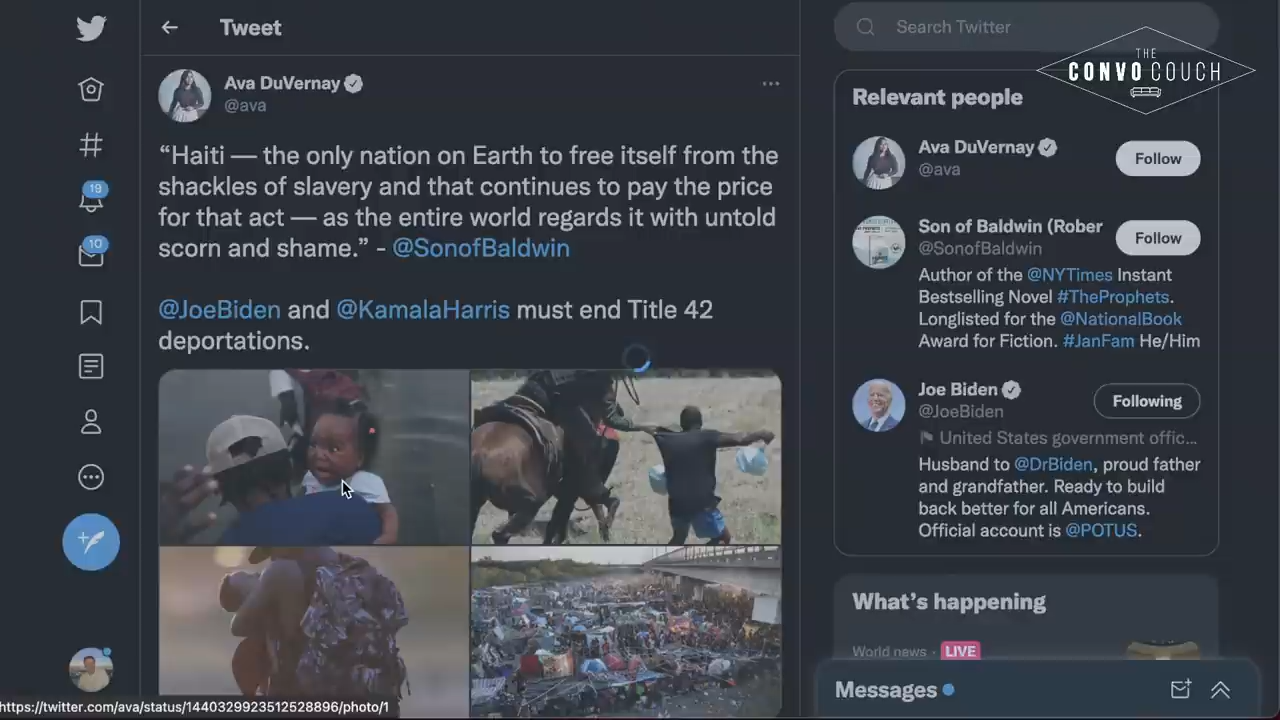 Tweet
Search Twitter
THE
CONVO COUCH
Ava DuVernay
@ava
“Haiti — the only nation on Earth to free itself from the
shackles of slavery and that continues to pay the price
for that act — as the entire world regards it with untold
scorn and shame.” - @SonofBaldwin
@JoeBiden and @KamalaHarris must end Title 42
deportations.
19
10
Relevant people
Ava DuVernay
@ava
Follow
Son of Baldwin (Rober
@SonofBaldwin
Follow
Author of the @NYTimes Instant
Bestselling Novel #TheProphets.
Longlisted for the @NationalBook
Award for Fiction. #JanFam He/Him
Joe Biden
@JoeBiden
Following
United States government offic...
Husband to @DrBiden, proud father
and grandfather. Ready to build
back better for all Americans.
Official account is @POTUS.
What’s happening
World news · LIVE
Messages
https://twitter.com/ava/status/1440329923512528896/photo/1